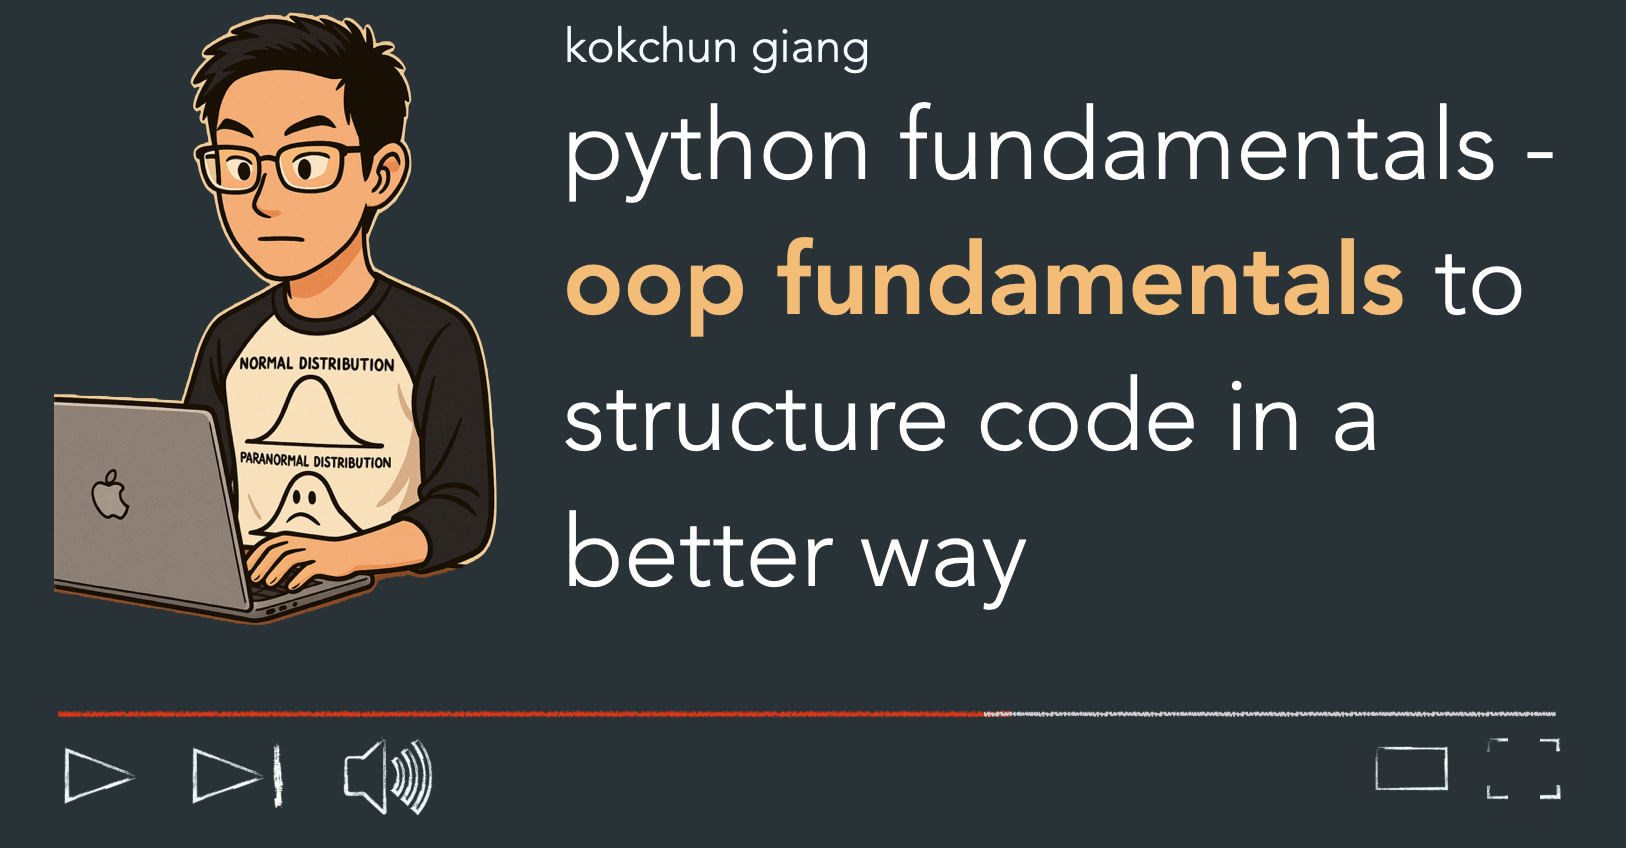 kokchun giang
python fundamentals -
oop fundamentals to
structure code in a
better way
NORMAL DISTRIBUTION
PARANORMAL DISTRIBUTION